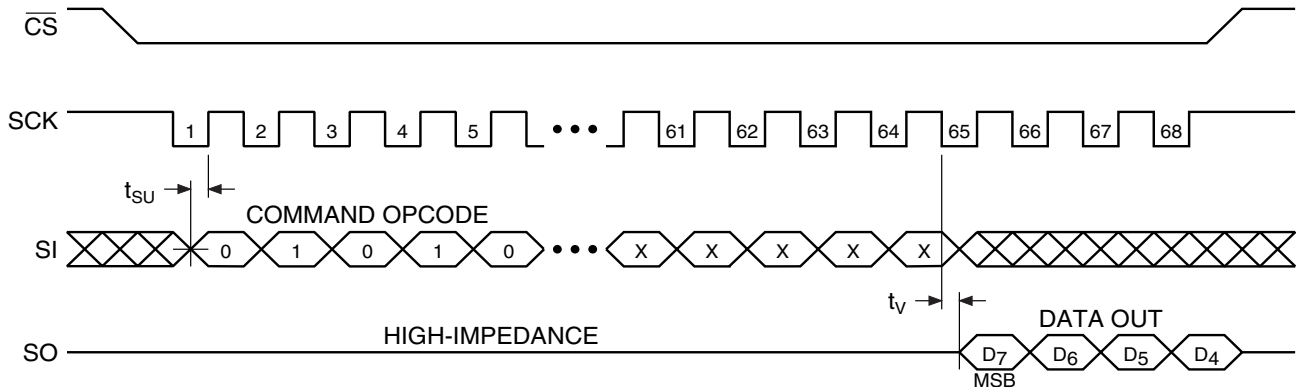 CS
SCK 1 2 3 4 5 ••• 61 62 63 64 65 66 67 68
tSU
COMMAND OPCODE
SI 0 1 0 1 0 ••• X X X X X
tV
HIGH-IMPEDANCE DATA OUT
SO D7 D6 D5 D4
MSB